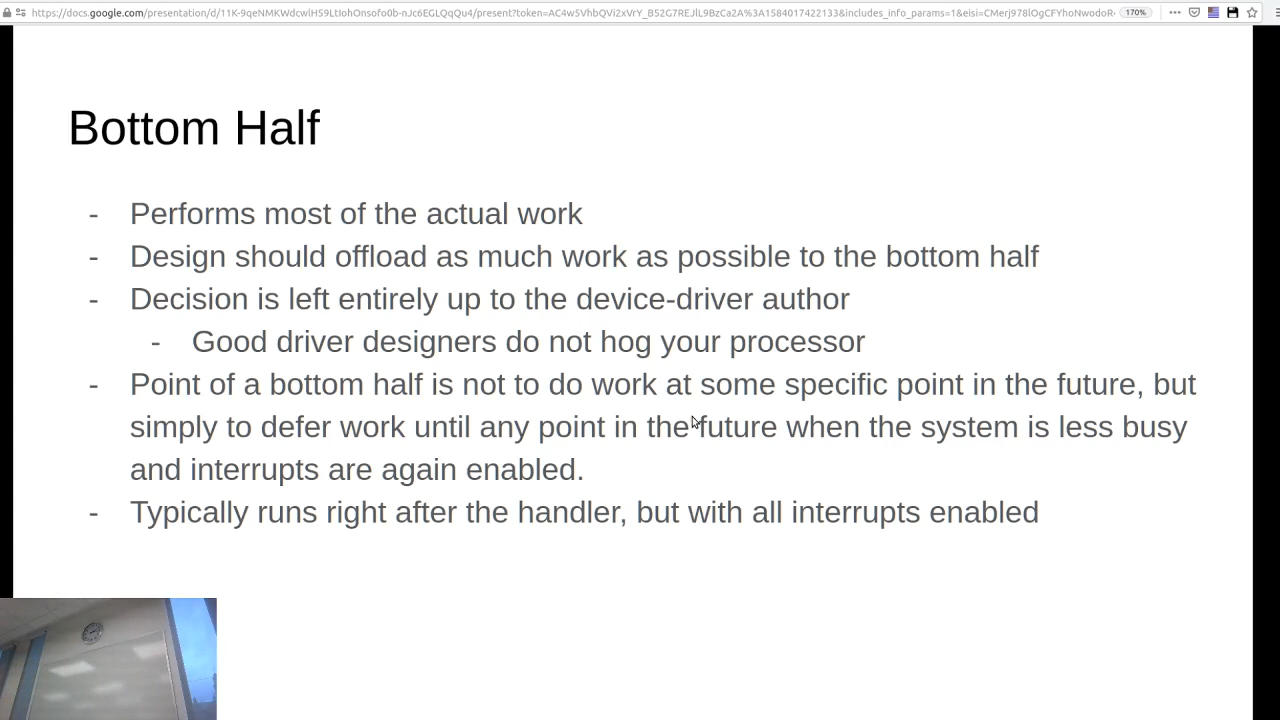 170%
Bottom Half
- Performs most of the actual work
- Design should offload as much work as possible to the bottom half
- Decision is left entirely up to the device-driver author
- Good driver designers do not hog your processor
- Point of a bottom half is not to do work at some specific point in the future, but
simply to defer work until any point in the future when the system is less busy
and interrupts are again enabled.
- Typically runs right after the handler, but with all interrupts enabled